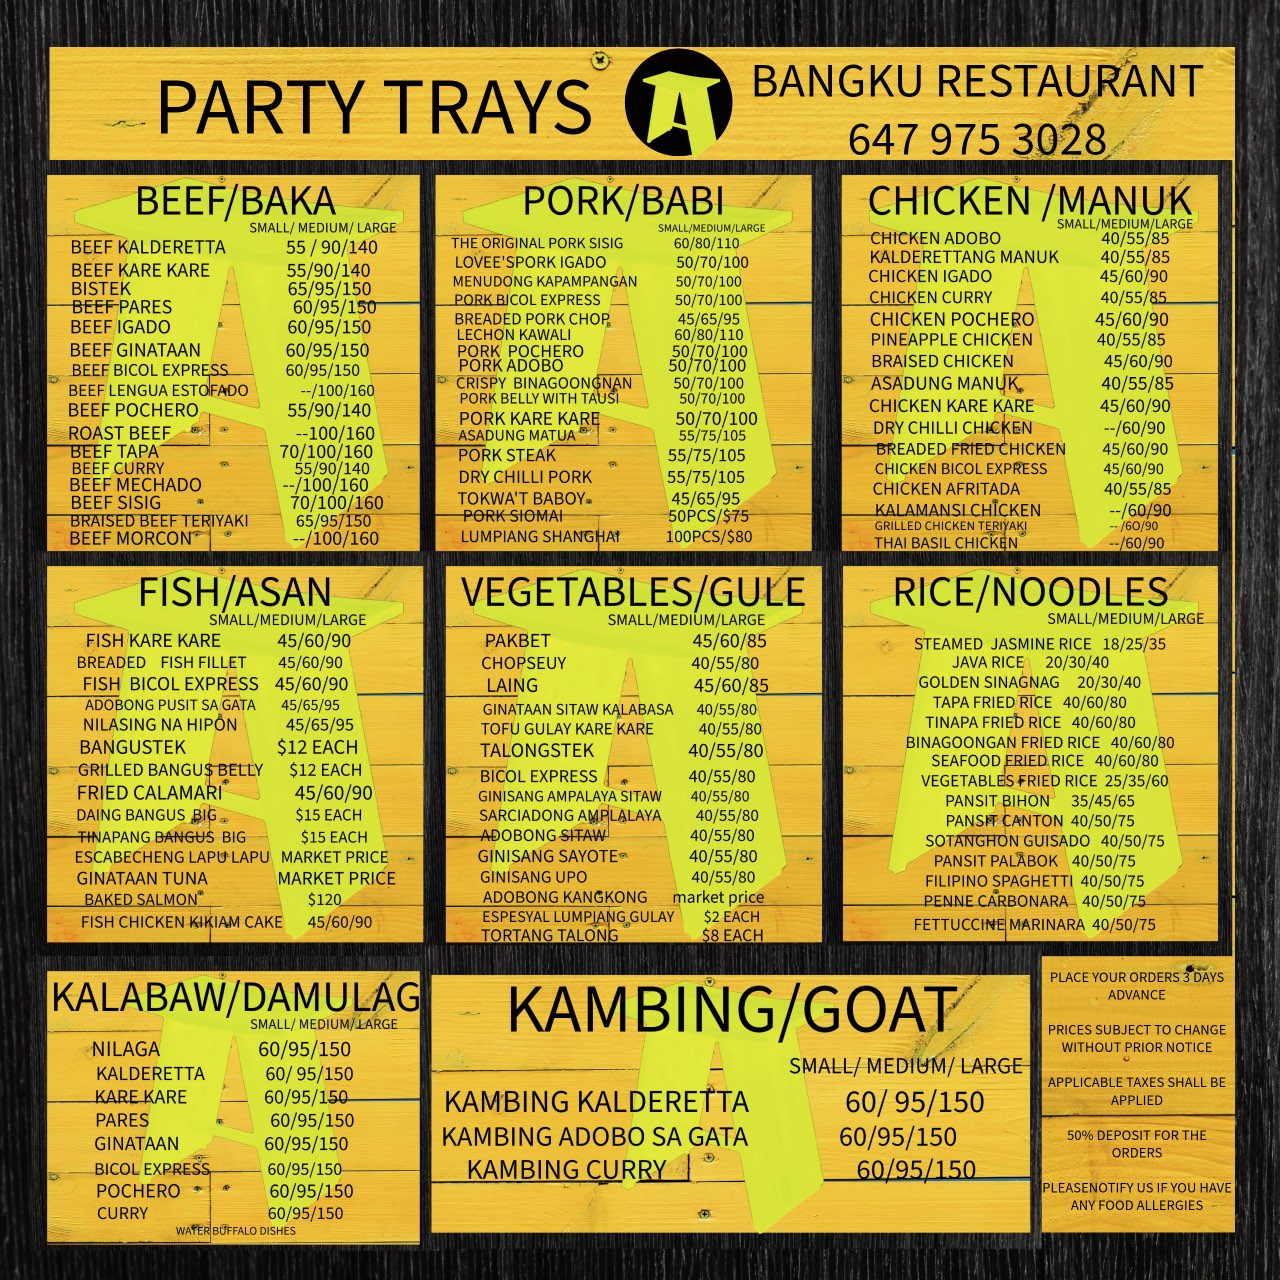 PARTY TRAYS
BANGKU RESTAURANT
647 975 3028
BEEF/BAKA
SMALL/ MEDIUM/ LARGE
BEEF KALDERETTA 55 / 90/140
BEEF KARE KARE 55/90/140
BISTEK 65/95/150
BEEF PARES 60/95/150
BEEF IGADO 60/95/150
BEEF GINATAAN 60/95/150
BEEF BICOL EXPRESS 60/95/150
BEEF LENGUA ESTOFADO --/100/160
BEEF POCHERO 55/90/140
ROAST BEEF --100/160
BEEF TAPA 70/100/160
BEEF CURRY 55/90/140
BEEF MECHADO --/100/160
BEEF SISIG 70/100/160
BRAISED BEEF TERIYAKI 65/95/150
BEEF MORCON --/100/160
PORK/BABI
SMALL/MEDIUM/LARGE
THE ORIGINAL PORK SISIG 60/80/110
LOVEE'SPORK IGADO 50/70/100
MENUDONG KAPAMPANGAN 50/70/100
PORK BICOL EXPRESS 50/70/100
BREADED PORK CHOP 45/65/95
LECHON KAWALI 60/80/110
PORK POCHERO 50/70/100
PORK ADOBO 50/70/100
CRISPY BINAGOONGNAN 50/70/100
PORK BELLY WITH TAUSI 50/70/100
PORK KARE KARE 50/70/100
ASADUNG MATUA 55/75/105
PORK STEAK 55/75/105
DRY CHILLI PORK 55/75/105
TOKWA'T BABOY 45/65/95
PORK SIOMAI 50PCS/$75
LUMPIANG SHANGHAI 100PCS/$80
CHICKEN /MANUK
SMALL/MEDIUM/LARGE
CHICKEN ADOBO 40/55/85
KALDERETTANG MANUK 40/55/85
CHICKEN IGADO 45/60/90
CHICKEN CURRY 40/55/85
CHICKEN POCHERO 45/60/90
PINEAPPLE CHICKEN 40/55/85
BRAISED CHICKEN 45/60/90
ASADUNG MANUK 40/55/85
CHICKEN KARE KARE 45/60/90
DRY CHILLI CHICKEN --/60/90
BREADED FRIED CHICKEN 45/60/90
CHICKEN BICOL EXPRESS 45/60/90
CHICKEN AFRITADA 40/55/85
KALAMANSI CHICKEN --/60/90
GRILLED CHICKEN TERIYAKI -- /60/90
THAI BASIL CHICKEN --/60/90
FISH/ASAN
SMALL/MEDIUM/LARGE
FISH KARE KARE 45/60/90
BREADED FISH FILLET 45/60/90
FISH BICOL EXPRESS 45/60/90
ADOBONG PUSIT SA GATA 45/65/95
NILASING NA HIPON 45/65/95
BANGUSTEK $12 EACH
GRILLED BANGUS BELLY $12 EACH
FRIED CALAMARI 45/60/90
DAING BANGUS BIG $15 EACH
TINAPANG BANGUS BIG $15 EACH
ESCABECHENG LAPU LAPU MARKET PRICE
GINATAAN TUNA MARKET PRICE
BAKED SALMON $120
FISH CHICKEN KIKIAM CAKE 45/60/90
VEGETABLES/GULE
SMALL/MEDIUM/LARGE
PAKBET 45/60/85
CHOPSEUY 40/55/80
LAING 45/60/85
GINATAAN SITAW KALABASA 40/55/80
TOFU GULAY KARE KARE 40/55/80
TALONGSTEK 40/55/80
BICOL EXPRESS 40/55/80
GINISANG AMPALAYA SITAW 40/55/80
SARCIADONG AMPLALAYA 40/55/80
ADOBONG SITAW 40/55/80
GINISANG SAYOTE 40/55/80
GINISANG UPO 40/55/80
ADOBONG KANGKONG market price
ESPESYAL LUMPIANG GULAY $2 EACH
TORTANG TALONG $8 EACH
RICE/NOODLES
SMALL/MEDIUM/LARGE
STEAMED JASMINE RICE 18/25/35
JAVA RICE 20/30/40
GOLDEN SINAGNAG 20/30/40
TAPA FRIED RICE 40/60/80
TINAPA FRIED RICE 40/60/80
BINAGOONGAN FRIED RICE 40/60/80
SEAFOOD FRIED RICE 40/60/80
VEGETABLES FRIED RICE 25/35/60
PANSIT BIHON 35/45/65
PANSIT CANTON 40/50/75
SOTANGHON GUISADO 40/50/75
PANSIT PALABOK 40/50/75
FILIPINO SPAGHETTI 40/50/75
PENNE CARBONARA 40/50/75
FETTUCCINE MARINARA 40/50/75
KALABAW/DAMULAG
SMALL/ MEDIUM/LARGE
NILAGA 60/95/150
KALDERETTA 60/ 95/150
KARE KARE 60/95/150
PARES 60/95/150
GINATAAN 60/95/150
BICOL EXPRESS 60/95/150
POCHERO 60/95/150
CURRY 60/95/150
WATER BUFFALO DISHES
KAMBING/GOAT
SMALL/ MEDIUM/ LARGE
KAMBING KALDERETTA 60/ 95/150
KAMBING ADOBO SA GATA 60/95/150
KAMBING CURRY 60/95/150
PLACE YOUR ORDERS 3 DAYS
ADVANCE
PRICES SUBJECT TO CHANGE
WITHOUT PRIOR NOTICE
APPLICABLE TAXES SHALL BE
APPLIED
50% DEPOSIT FOR THE
ORDERS
PLEASENOTIFY US IF YOU HAVE
ANY FOOD ALLERGIES